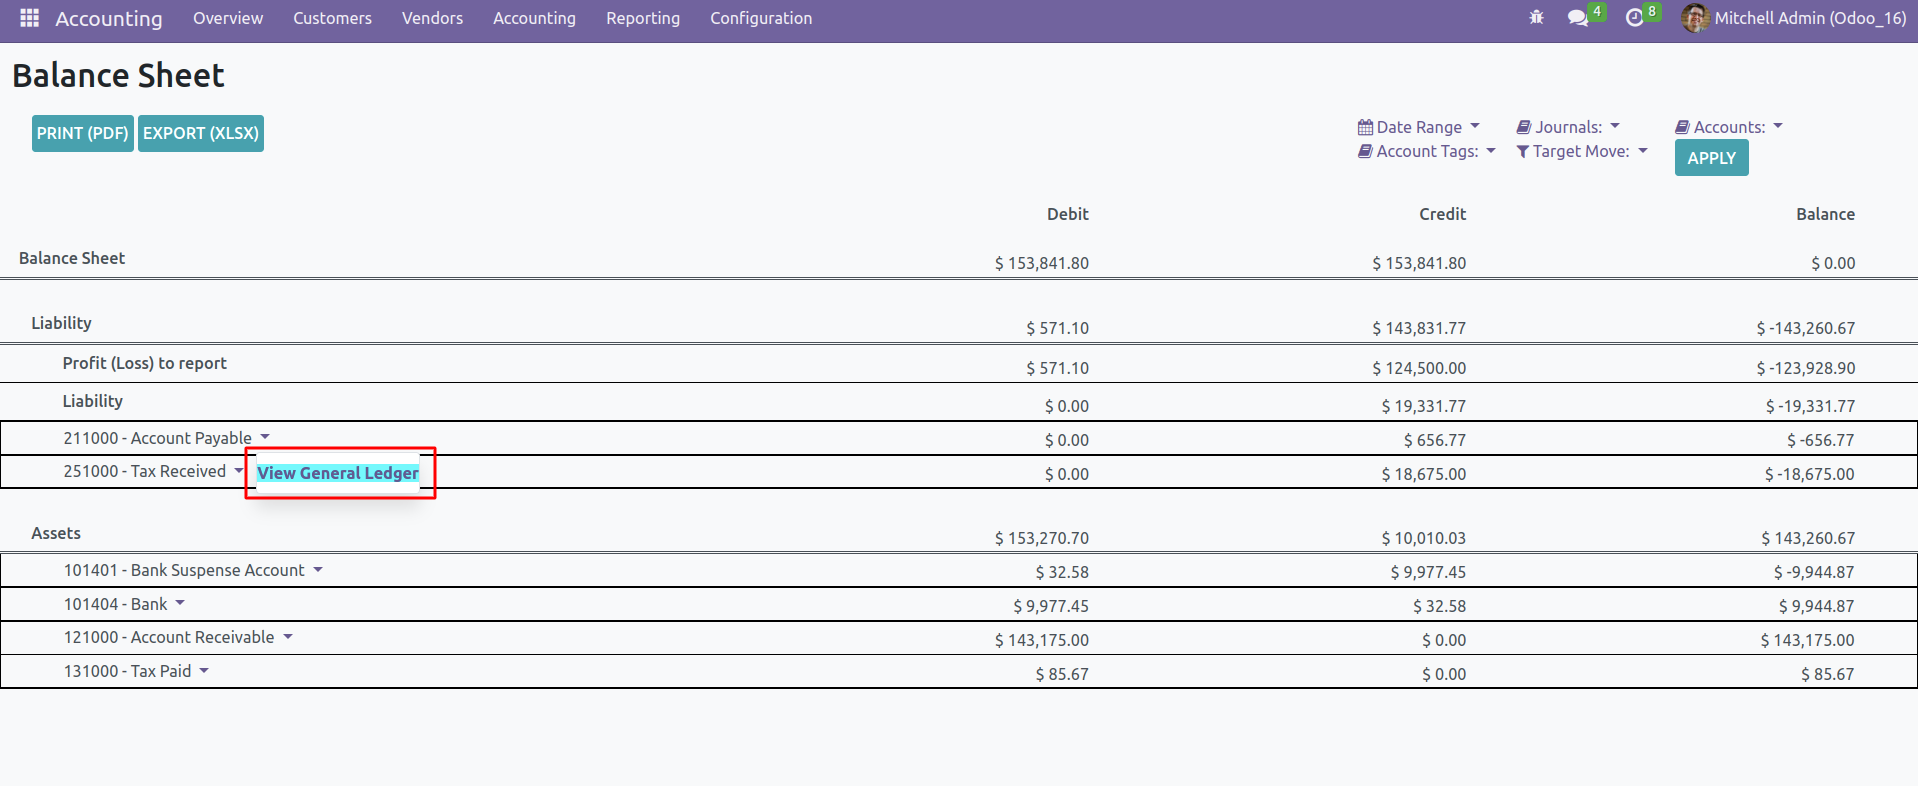 Accounting Overview Customers Vendors Accounting Reporting Configuration 4 8 Mitchell Admin (Odoo_16)
Balance Sheet
PRINT (PDF) EXPORT (XLSX)
Date Range Journals: Accounts:
Account Tags: Target Move: APPLY
Debit Credit Balance
Balance Sheet $ 153,841.80 $ 153,841.80 $ 0.00
Liability $ 571.10 $ 143,831.77 $ -143,260.67
Profit (Loss) to report $ 571.10 $ 124,500.00 $ -123,928.90
Liability $ 0.00 $ 19,331.77 $ -19,331.77
211000 - Account Payable $ 0.00 $ 656.77 $ -656.77
251000 - Tax Received View General Ledger $ 0.00 $ 18,675.00 $ -18,675.00
Assets $ 153,270.70 $ 10,010.03 $ 143,260.67
101401 - Bank Suspense Account $ 32.58 $ 9,977.45 $ -9,944.87
101404 - Bank $ 9,977.45 $ 32.58 $ 9,944.87
121000 - Account Receivable $ 143,175.00 $ 0.00 $ 143,175.00
131000 - Tax Paid $ 85.67 $ 0.00 $ 85.67